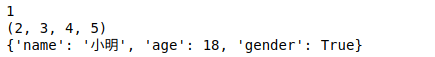 1
(2, 3, 4, 5)
{'name': '小明', 'age': 18, 'gender': True}